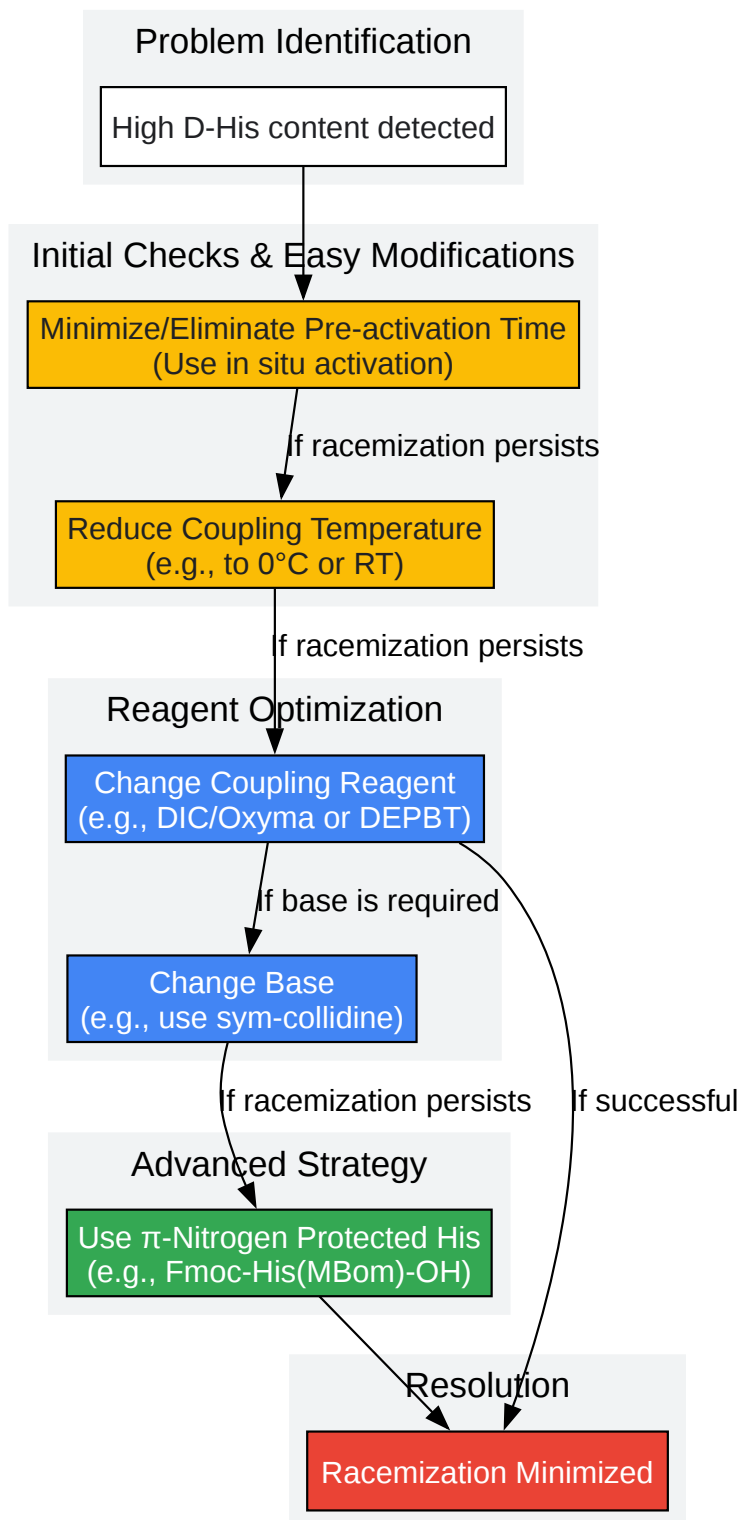 Problem Identification
High D-His content detected
Initial Checks & Easy Modifications
Minimize/Eliminate Pre-activation Time
(Use in situ activation)
If racemization persists
Reduce Coupling Temperature
(e.g., to 0°C or RT)
If racemization persists
Reagent Optimization
Change Coupling Reagent
(e.g., DIC/Oxyma or DEPBT)
If base is required
Change Base
(e.g., use sym-collidine)
If racemization persists
If successful
Advanced Strategy
Use π-Nitrogen Protected His
(e.g., Fmoc-His(MBom)-OH)
Resolution
Racemization Minimized